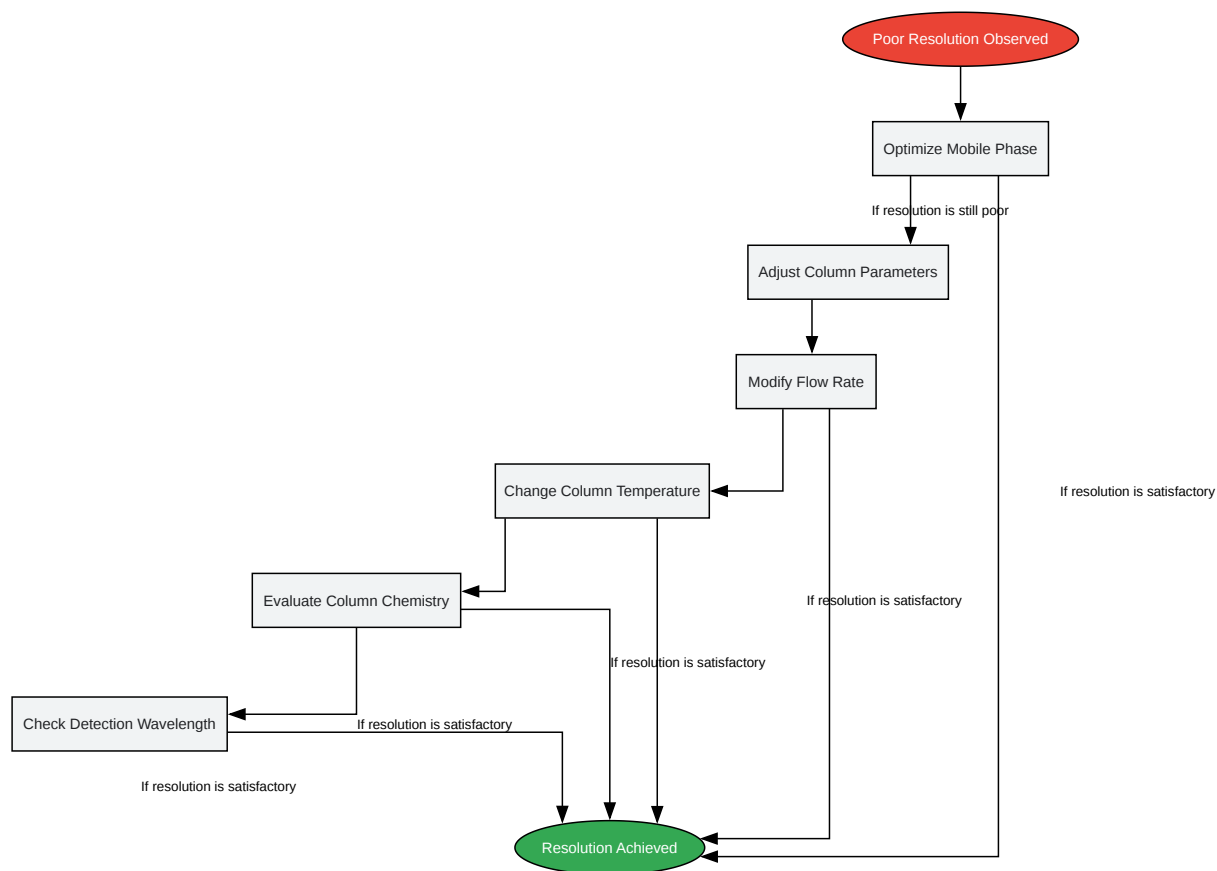 Poor Resolution Observed
Optimize Mobile Phase
If resolution is still poor
Adjust Column Parameters
Modify Flow Rate
Change Column Temperature
If resolution is satisfactory
Evaluate Column Chemistry
If resolution is satisfactory
If resolution is satisfactory
Check Detection Wavelength
If resolution is satisfactory
If resolution is satisfactory
Resolution Achieved